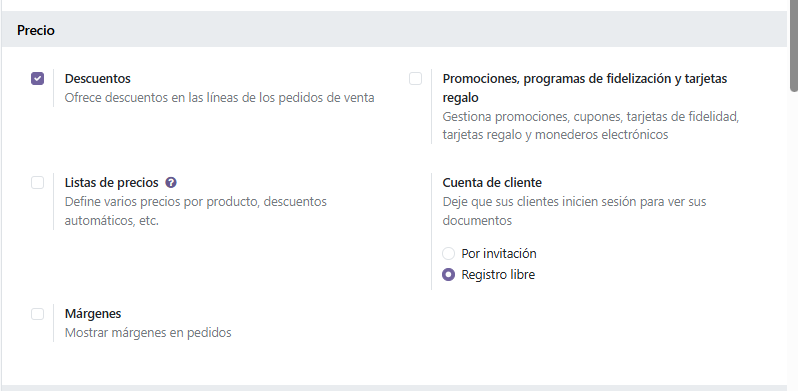 Precio
Descuentos
Ofrece descuentos en las líneas de los pedidos de venta
Promociones, programas de fidelización y tarjetas
regalo
Gestiona promociones, cupones, tarjetas de fidelidad,
tarjetas regalo y monederos electrónicos
Listas de precios ?
Define varios precios por producto, descuentos
automáticos, etc.
Cuenta de cliente
Deje que sus clientes inicien sesión para ver sus
documentos
Por invitación
Registro libre
Márgenes
Mostrar márgenes en pedidos